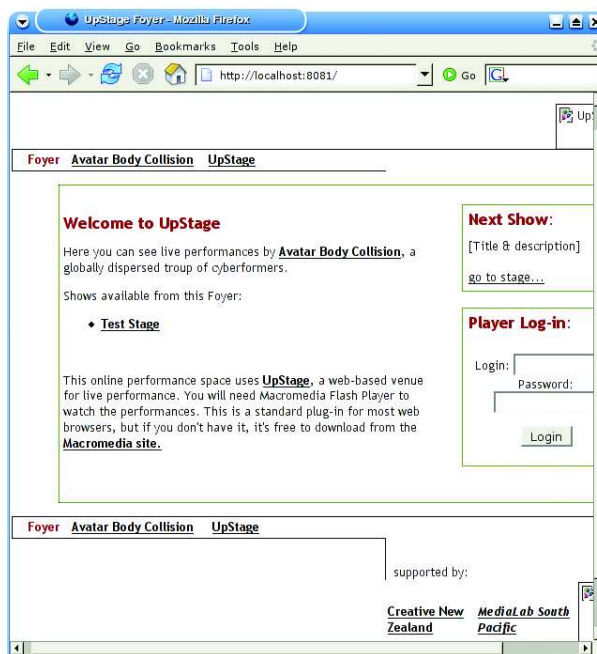 UpStage Foyer - Mozilla Firefox
File Edit View Go Bookmarks Tools Help
http://localhost:8081/ Go G
Foyer Avatar Body Collision UpStage
Welcome to UpStage
Here you can see live performances by Avatar Body Collision, a
globally dispersed troup of cyberformers.
Shows available from this Foyer:
Test Stage
This online performance space uses UpStage, a web-based venue
for live performance. You will need Macromedia Flash Player to
watch the performances. This is a standard plug-in for most web
browsers, but if you don't have it, it's free to download from the
Macromedia site.
Next Show:
[Title & description]
go to stage...
Player Log-in:
Login:
Password:
Login
Foyer Avatar Body Collision UpStage
supported by:
Creative New
Zealand
MediaLab South
Pacific